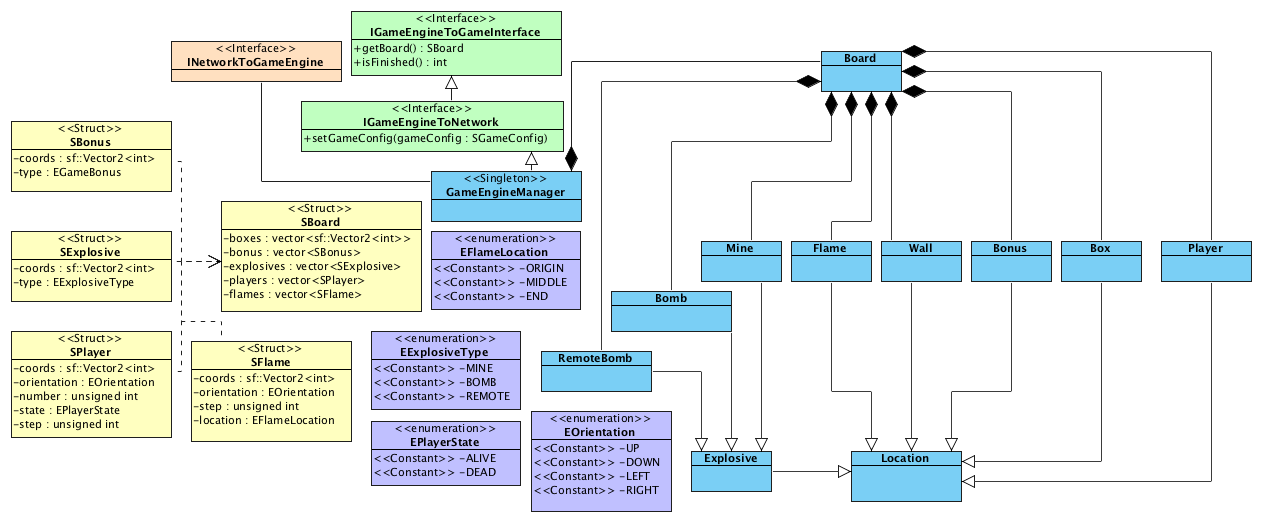 <<Interface>>
IGameEngineToGameInterface
+getBoard() : SBoard
+isFinished() : int
<<Interface>>
INetworkToGameEngine
<<Interface>>
IGameEngineToNetwork
+setGameConfig(gameConfig : SGameConfig)
<<Singleton>>
GameEngineManager
Board
<<Struct>>
SBonus
-coords : sf::Vector2<int>
-type : EGameBonus
<<Struct>>
SExplosive
-coords : sf::Vector2<int>
-type : EExplosiveType
<<Struct>>
SBoard
-boxes : vector<sf::Vector2<int>>
-bonus : vector<SBonus>
-explosives : vector<SExplosive>
-players : vector<SPlayer>
-flames : vector<SFlame>
<<enumeration>>
EFlameLocation
<<Constant>> -ORIGIN
<<Constant>> -MIDDLE
<<Constant>> -END
Mine
Flame
Wall
Bonus
Box
Player
Bomb
RemoteBomb
<<Struct>>
SPlayer
-coords : sf::Vector2<int>
-orientation : EOrientation
-number : unsigned int
-state : EPlayerState
-step : unsigned int
<<Struct>>
SFlame
-coords : sf::Vector2<int>
-orientation : EOrientation
-step : unsigned int
-location : EFlameLocation
<<enumeration>>
EExplosiveType
<<Constant>> -MINE
<<Constant>> -BOMB
<<Constant>> -REMOTE
<<enumeration>>
EPlayerState
<<Constant>> -ALIVE
<<Constant>> -DEAD
<<enumeration>>
EOrientation
<<Constant>> -UP
<<Constant>> -DOWN
<<Constant>> -LEFT
<<Constant>> -RIGHT
Explosive
Location